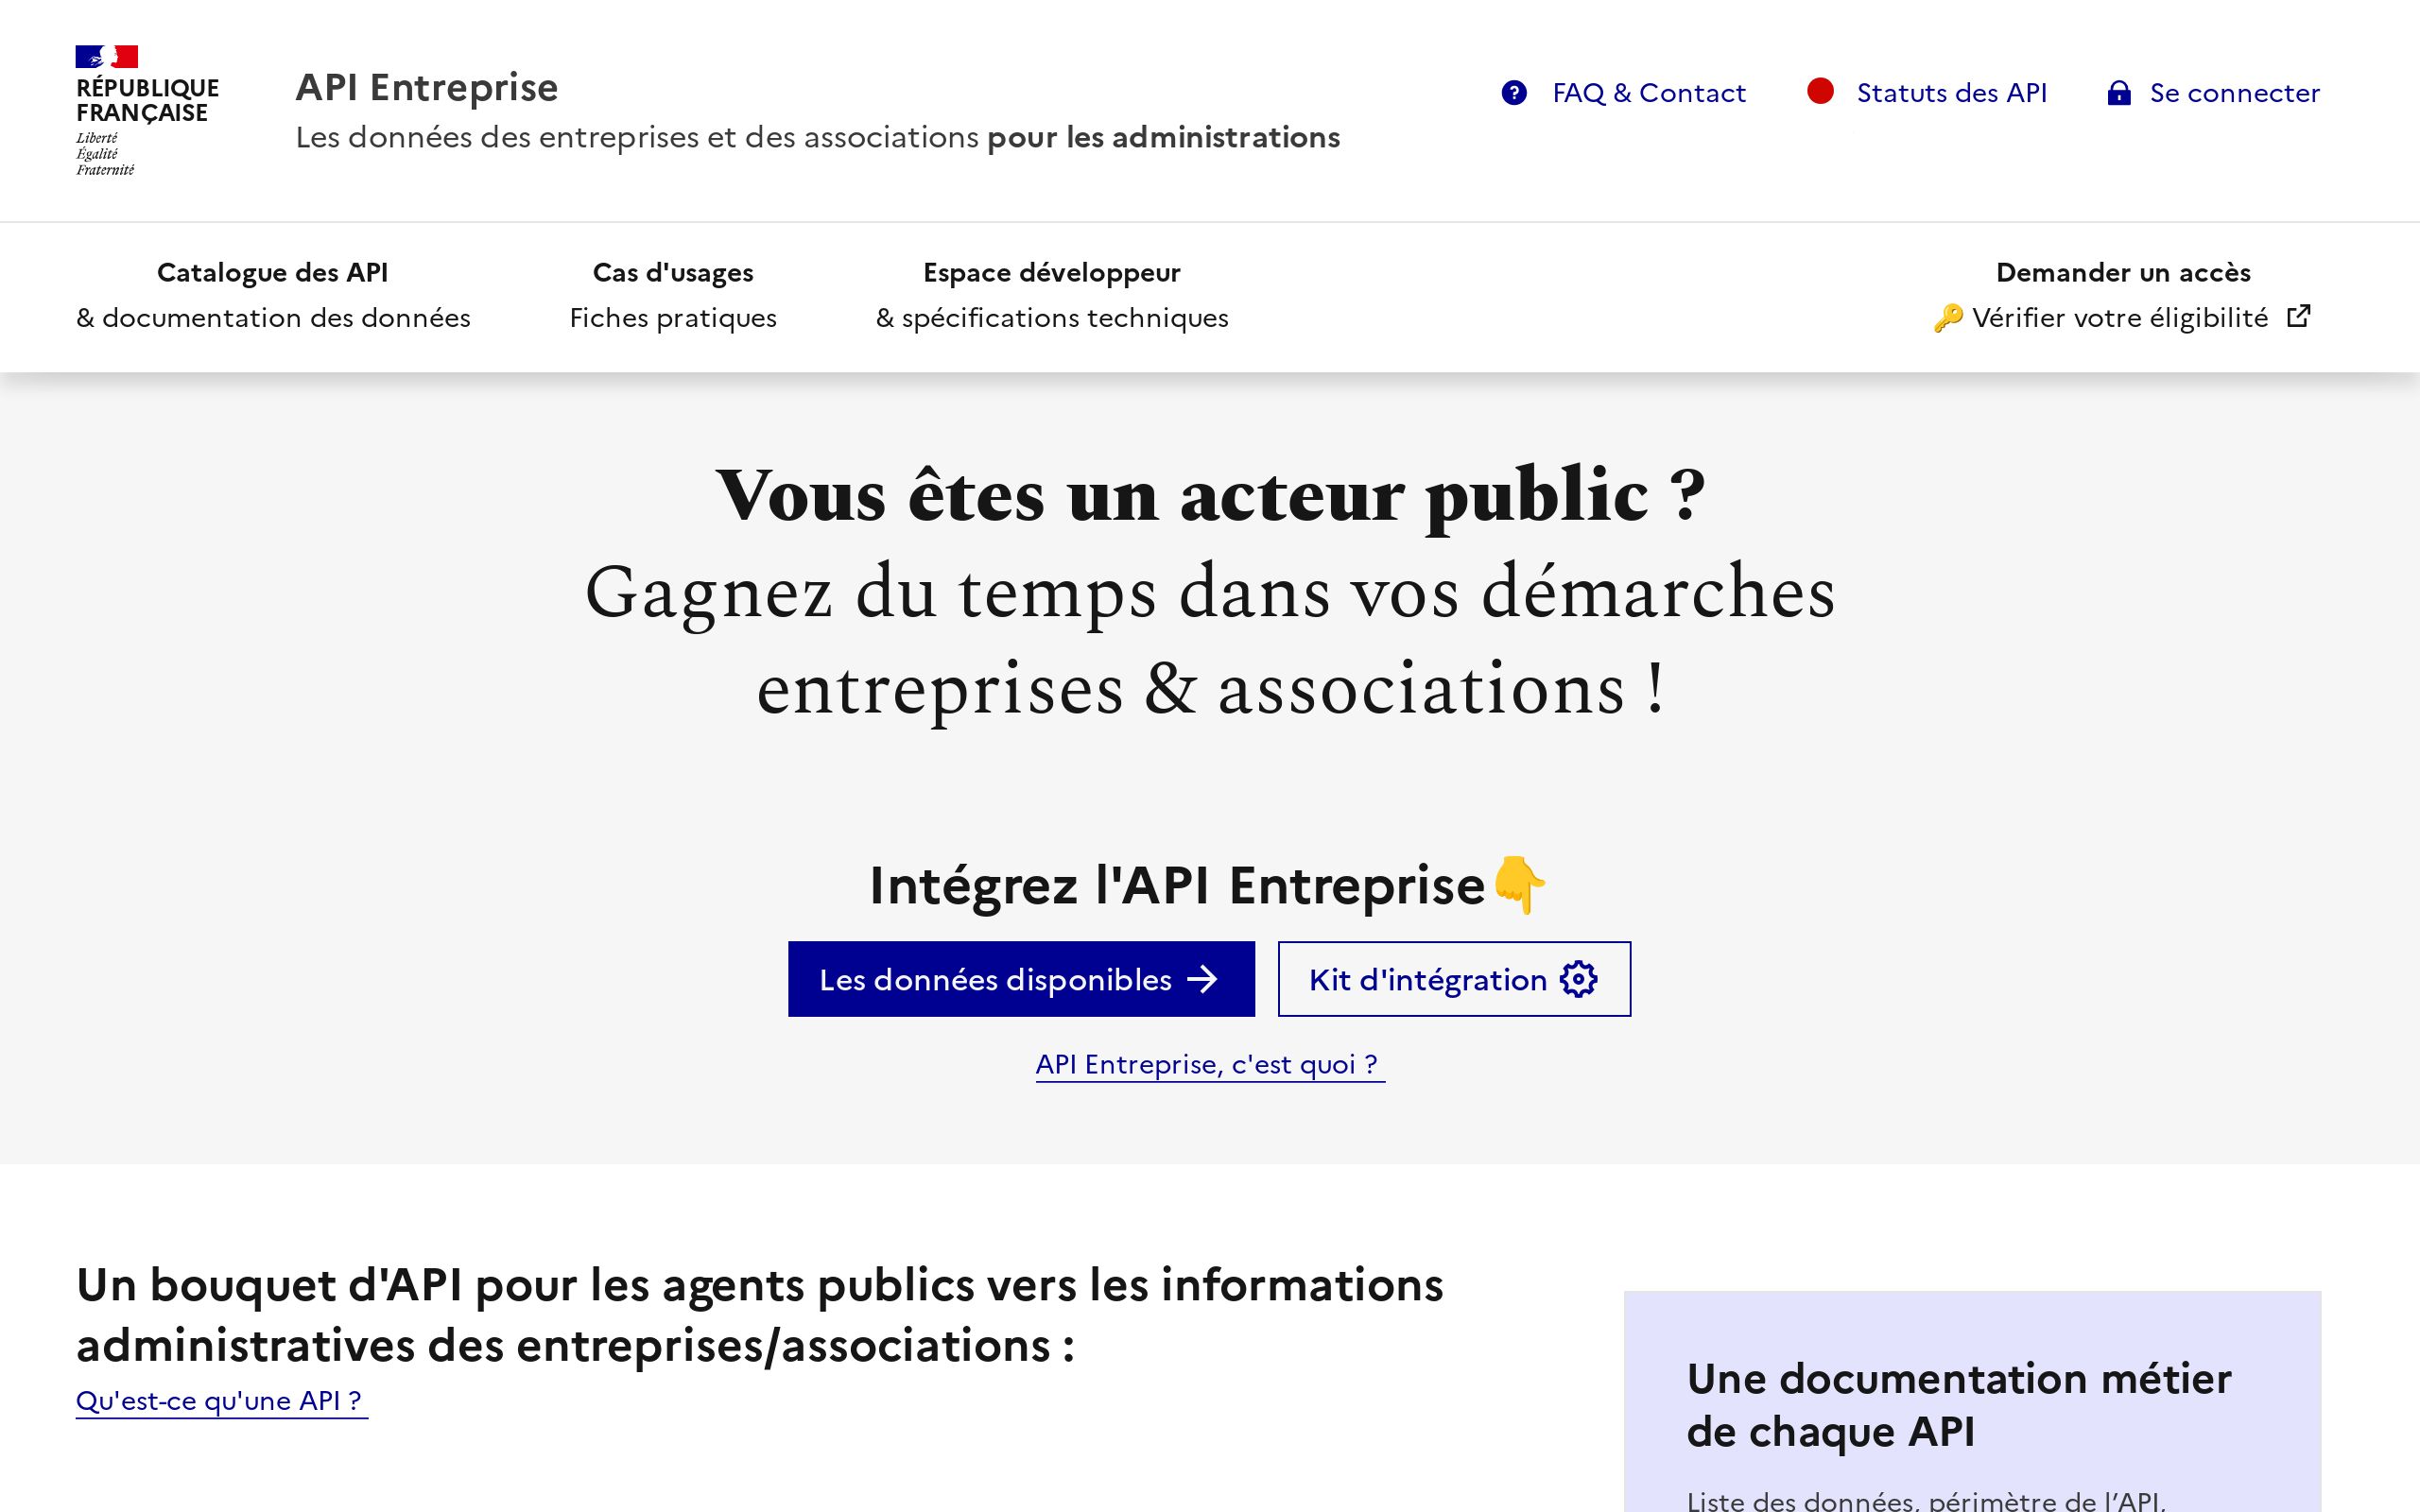 RÉPUBLIQUE
FRANÇAISE
Liberté
Égalité
Fraternité
API Entreprise
Les données des entreprises et des associations pour les administrations
FAQ & Contact
Statuts des API
Se connecter
Catalogue des API
& documentation des données
Cas d'usages
Fiches pratiques
Espace développeur
& spécifications techniques
Demander un accès
🔑 Vérifier votre éligibilité
Vous êtes un acteur public ?
Gagnez du temps dans vos démarches
entreprises & associations !
Intégrez l'API Entreprise👇
Les données disponibles
Kit d'intégration
API Entreprise, c'est quoi ?
Un bouquet d'API pour les agents publics vers les informations
administratives des entreprises/associations :
Qu'est-ce qu'une API ?
Une documentation métier
de chaque API
Liste des données, périmètre de l’API,